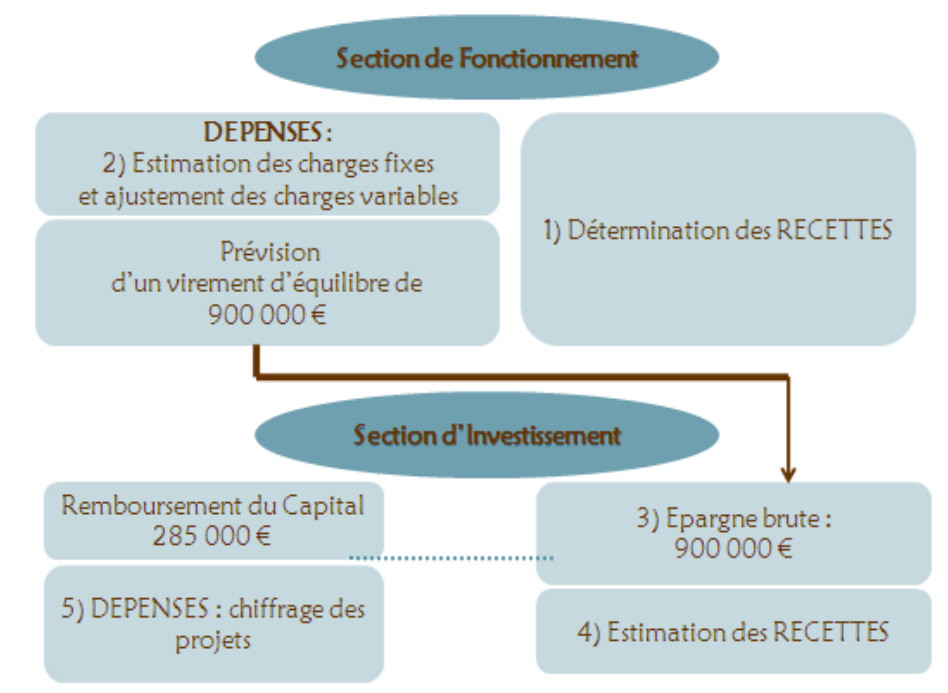 Section de Fonctionnement
DEPENSES :
2) Estimation des charges fixes
et ajustement des charges variables
Prévision
d'un virement d'équilibre de
900 000 €
1) Détermination des RECETTES
Section d'Investissement
Remboursement du Capital
285 000 €
5) DEPENSES : chiffrage des
projets
3) Epargne brute :
900 000 €
4) Estimation des RECETTES